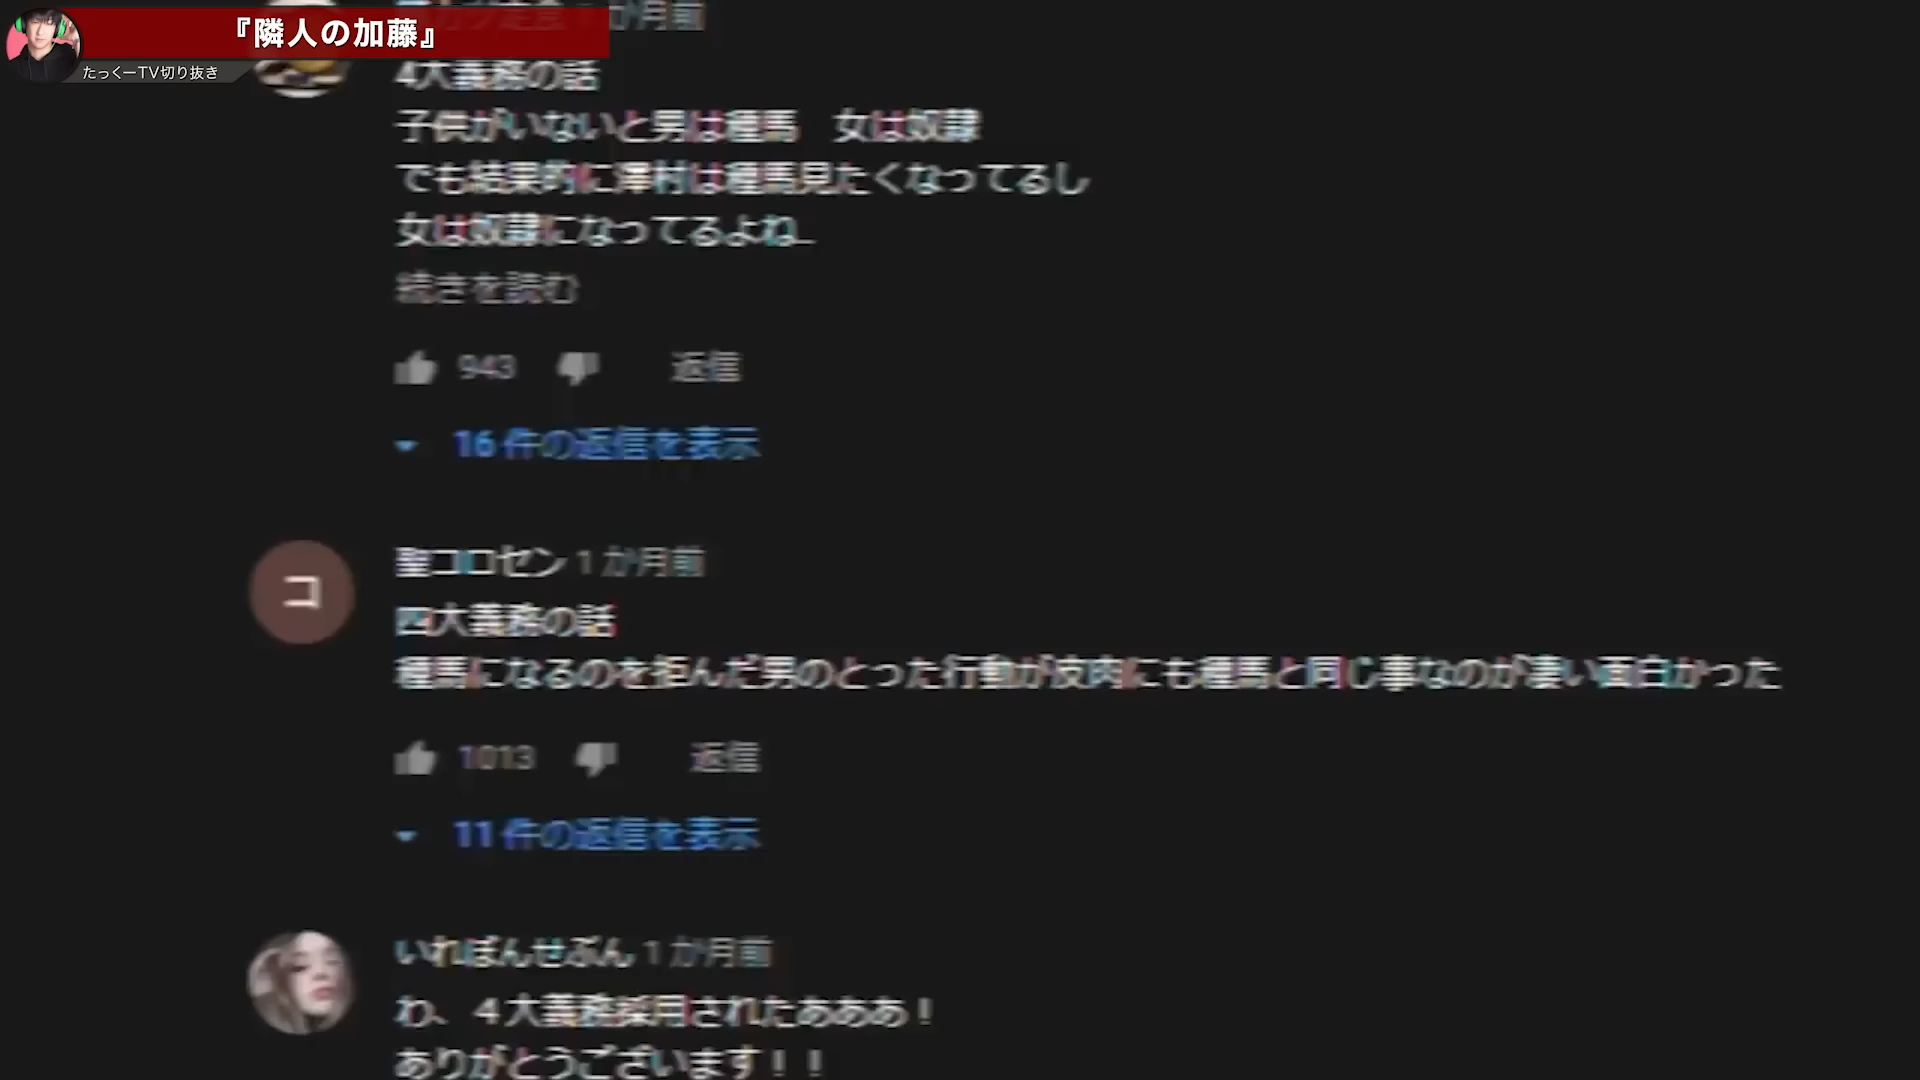 『隣人の加藤』
たっくーTV切り抜き
か月前
4大義務の話
子供がいないと男は種馬　女は奴隷
でも結果的に澤村は種馬見たくなってるし
女は奴隷になってるよね...
続きを読む
943 返信
16 件の返信を表示
コ
聖ココセン 1 か月前
四大義務の話
種馬になるのを拒んだ男のとった行動が皮肉にも種馬と同じ事なのが凄い面白かった
1013 返信
11 件の返信を表示
いればんせぶん 1 か月前
わ、４大義務採用されたあああ！
ありがとうございます！！